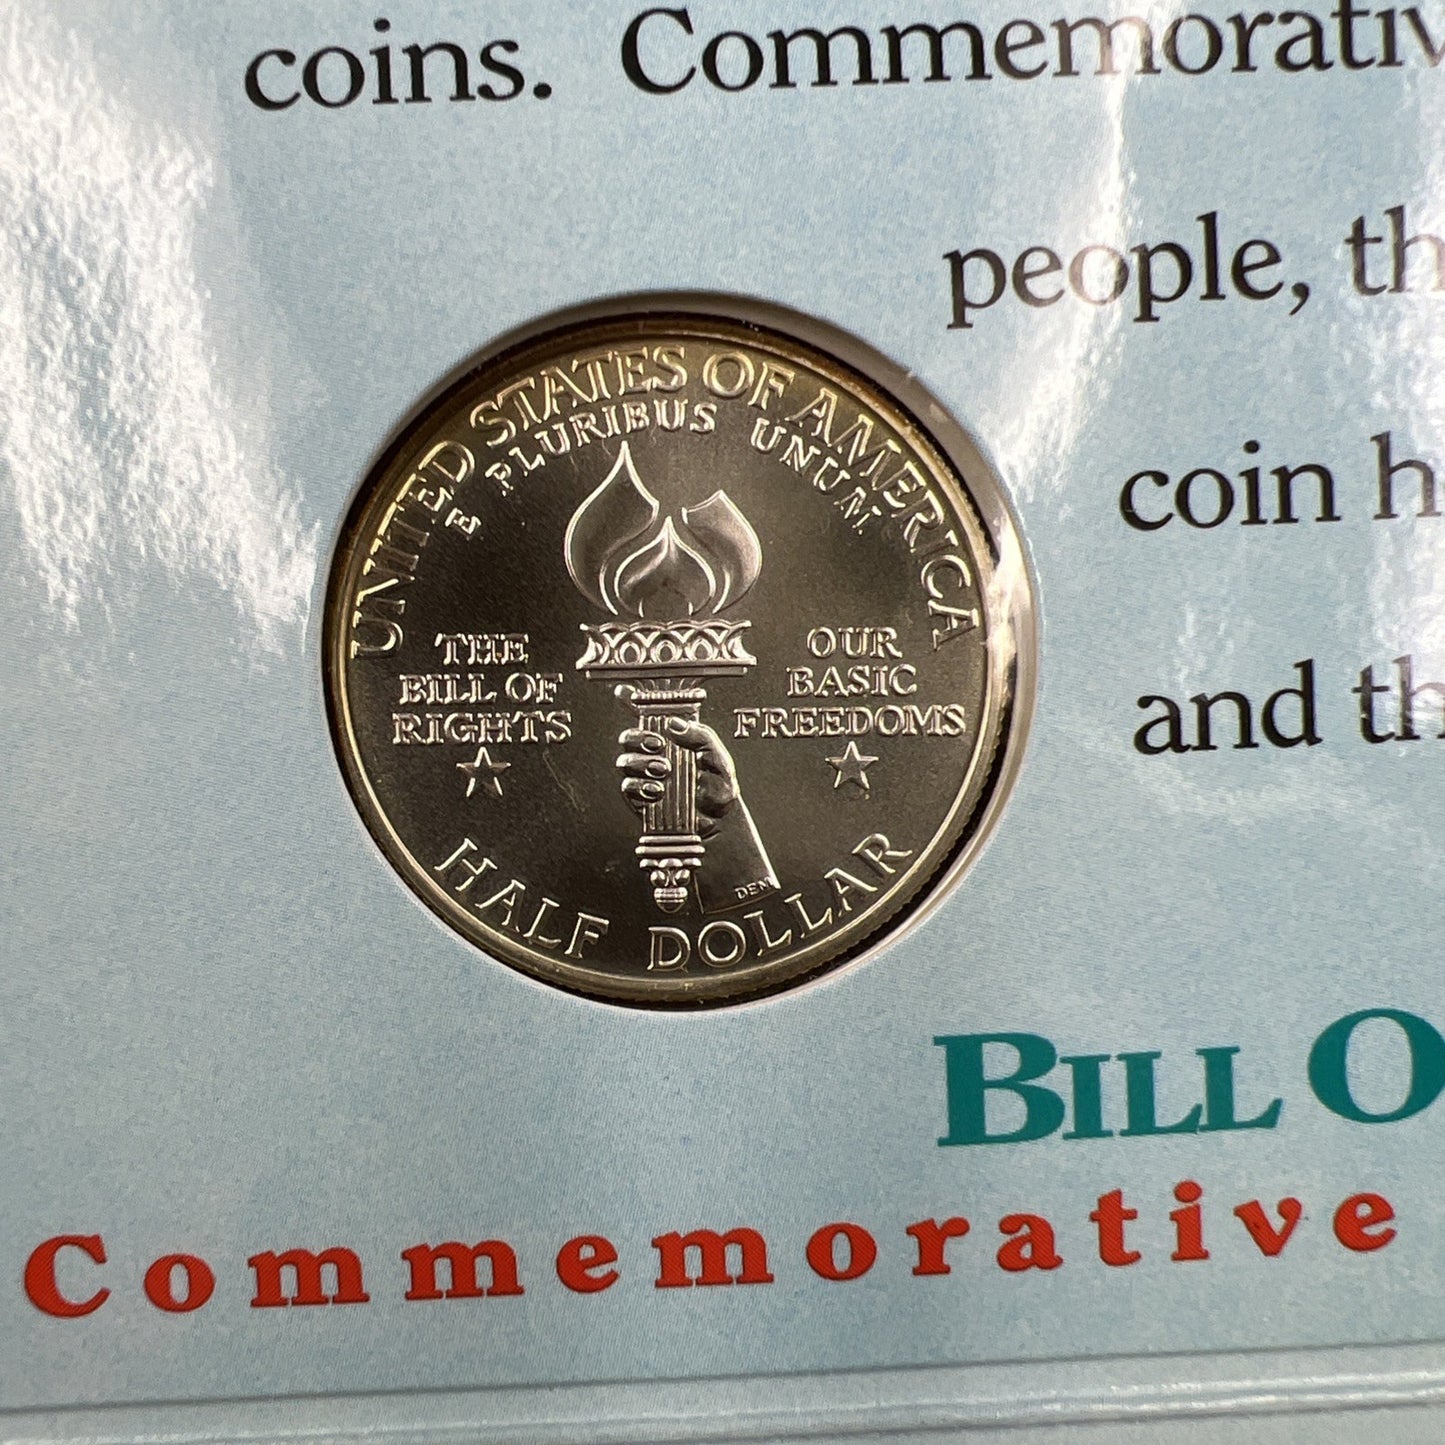 coins. Commemorativ
people, th
coin h
and th
UNITED STATES OF AMERICA
E PLURIBUS UNUM
THE
BILL OF
RIGHTS
OUR
BASIC
FREEDOMS
DEM
HALF DOLLAR
BILL O
Commemorative